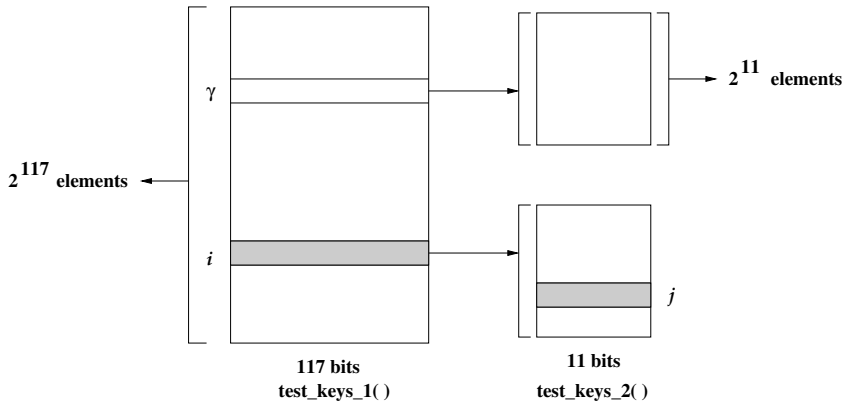 γ
2^11 elements
2^117 elements
i
j
117 bits
test_keys_1( )
11 bits
test_keys_2( )